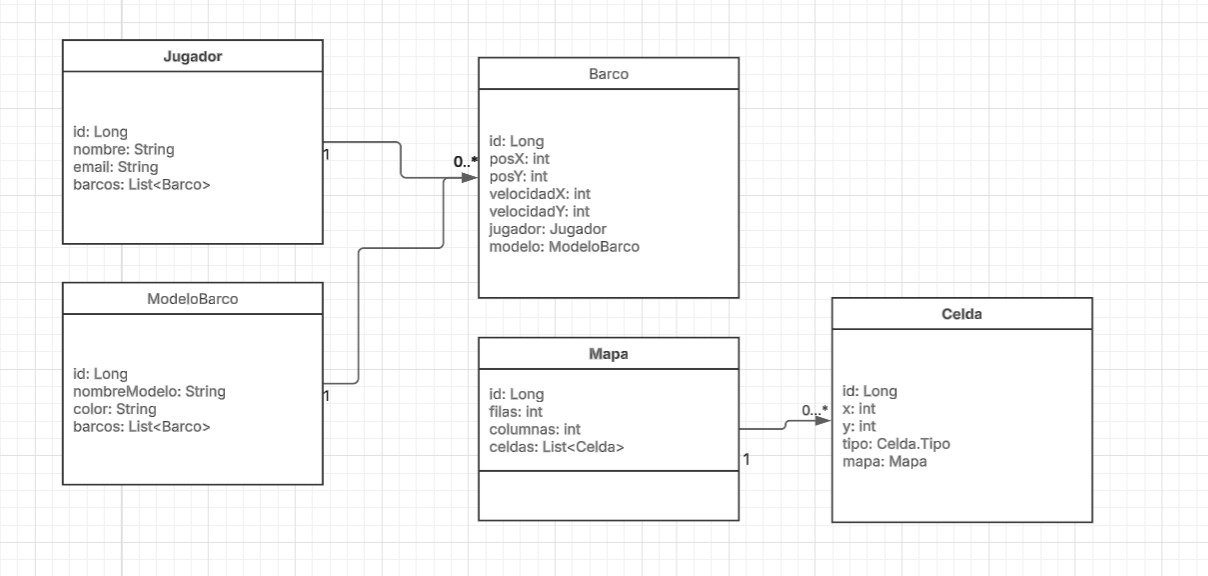 Jugador
id: Long
nombre: String
email: String
barcos: List<Barco>
1
0..*
Barco
id: Long
posX: int
posY: int
velocidadX: int
velocidadY: int
jugador: Jugador
modelo: ModeloBarco
ModeloBarco
id: Long
nombreModelo: String
color: String
barcos: List<Barco>
1
Mapa
id: Long
filas: int
columnas: int
celdas: List<Celda>
1
0...*
Celda
id: Long
x: int
y: int
tipo: Celda.Tipo
mapa: Mapa